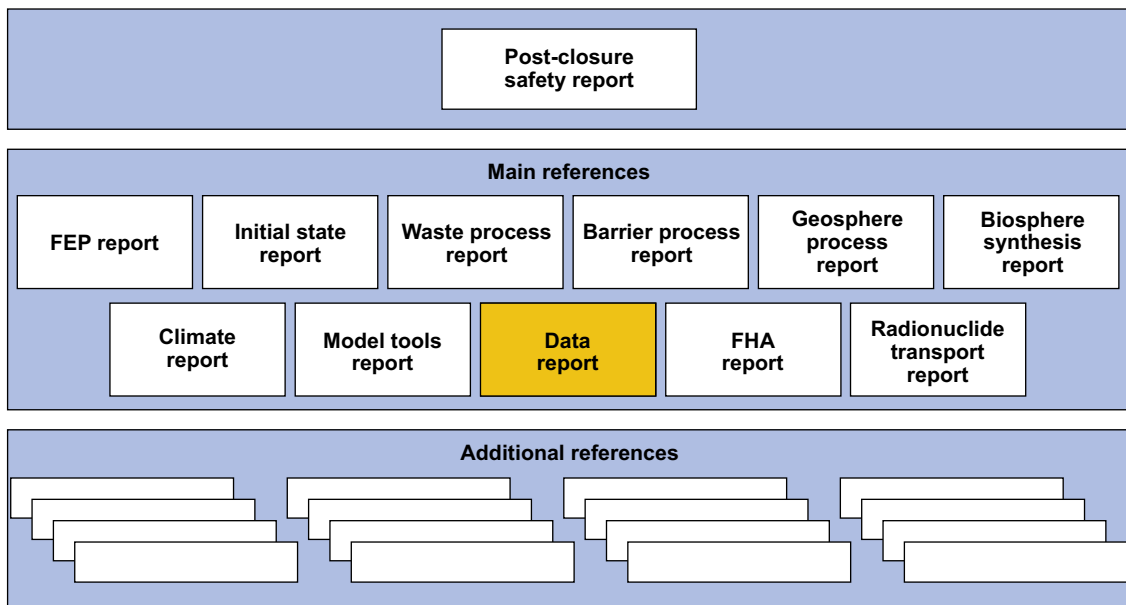 Post-closure
safety report
Main references
FEP report
Initial state
report
Waste process
report
Barrier process
report
Geosphere
process
report
Biosphere
synthesis
report
Climate
report
Model tools
report
Data
report
FHA
report
Radionuclide
transport
report
Additional references